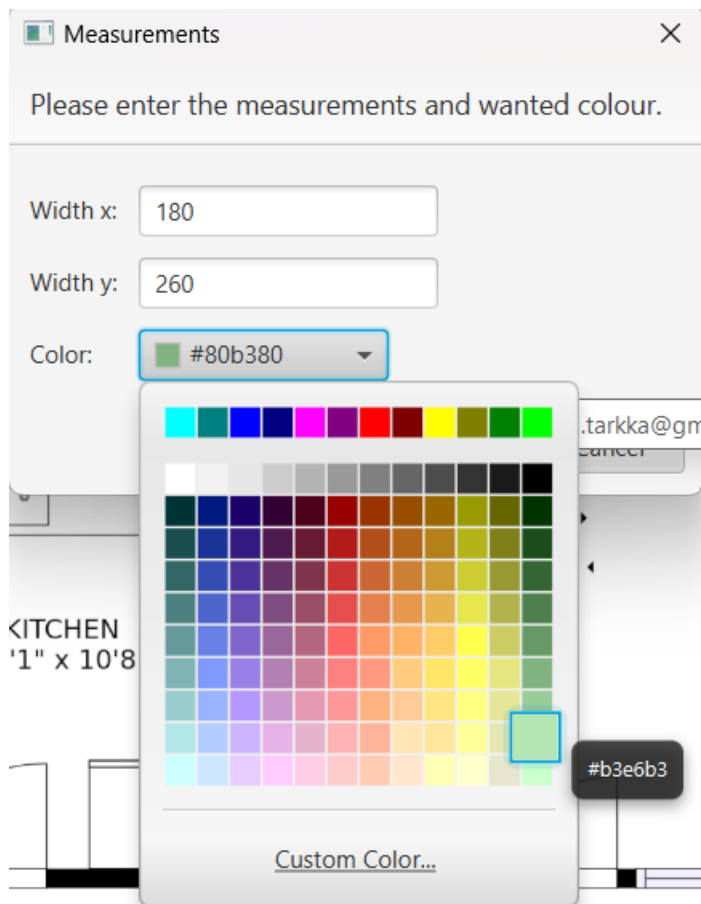 Measurements
Please enter the measurements and wanted colour.
Width x: 180
Width y: 260
Color: #80b380
.tarkka@gm
Cancel
KITCHEN
'1" x 10'8
#b3e6b3
Custom Color...